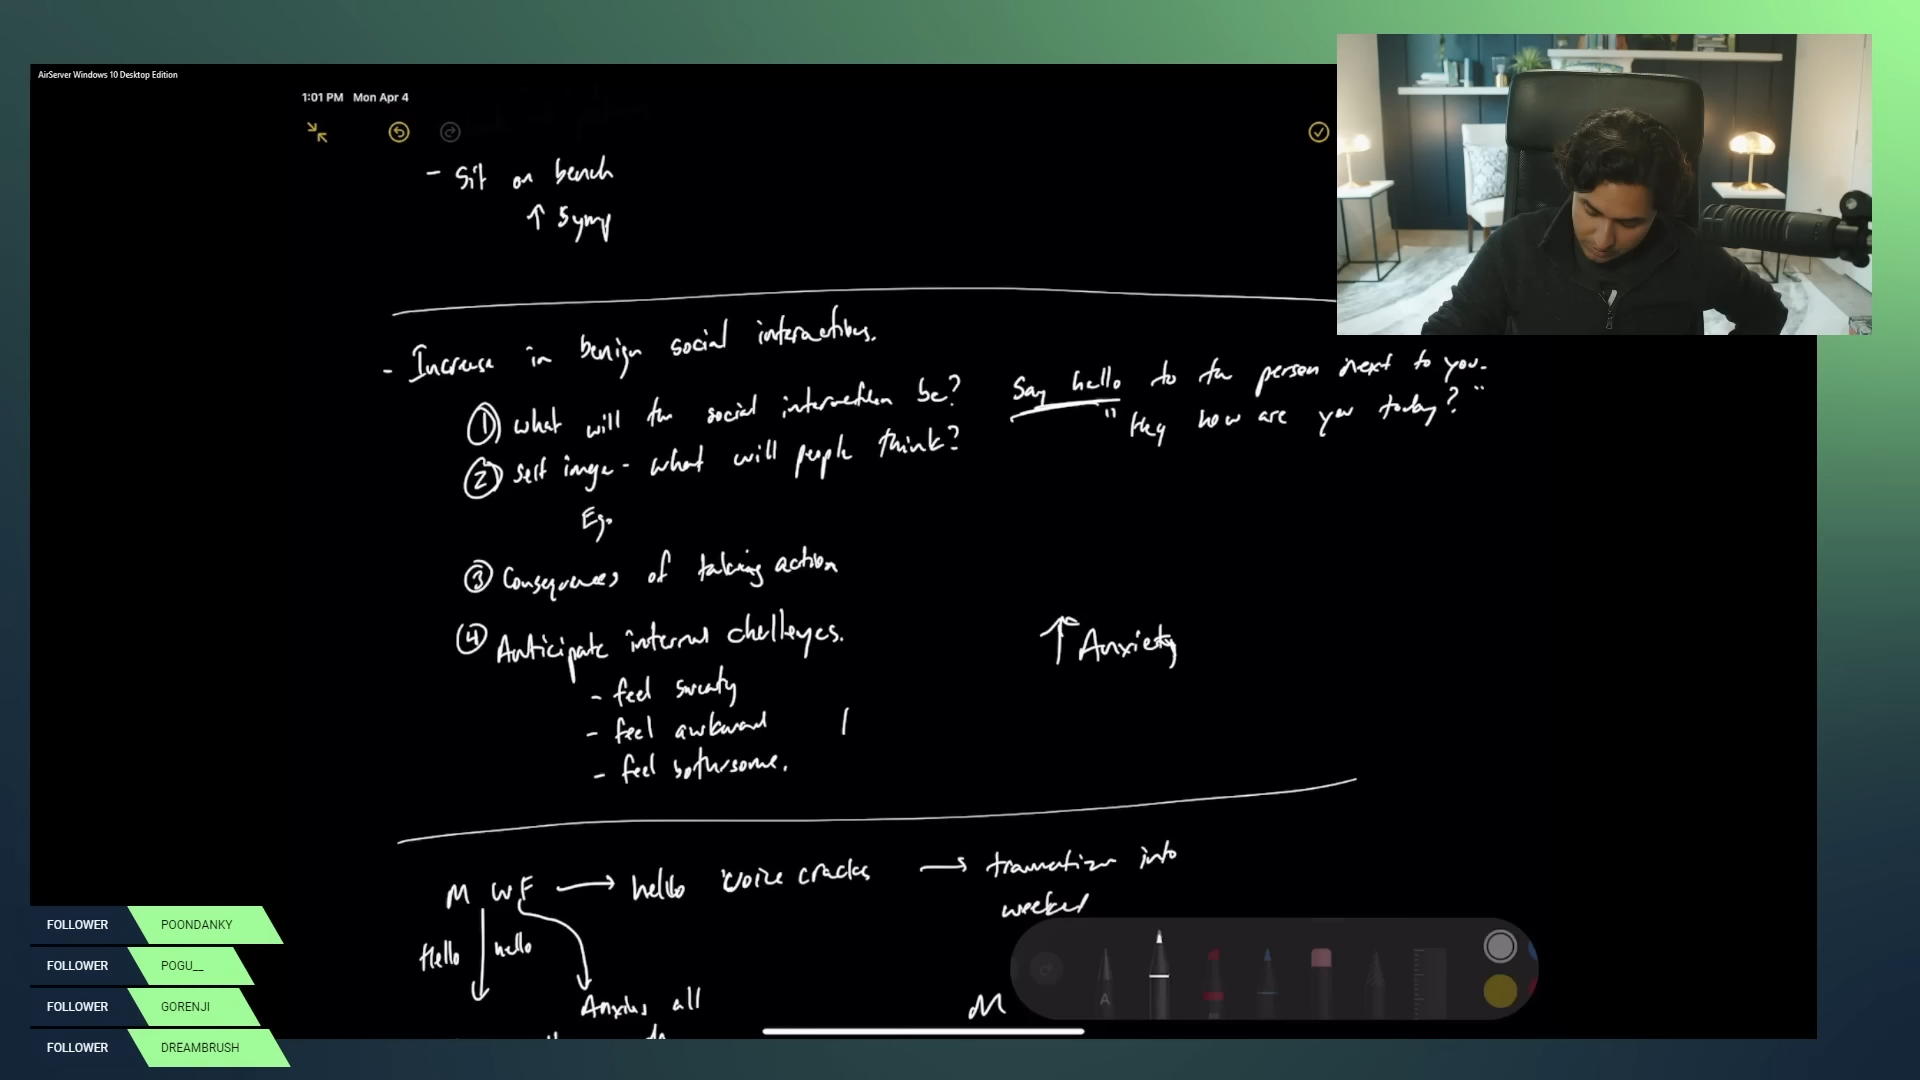 AirServer Windows 10 Desktop Edition
1:01 PM Mon Apr 4
- Sit on bench
↑ Symp
- Increase in benign social interactions.
① what will the social interaction be? Say hello to the person next to you.
"Hey how are you today?"
② self image - what will people think?
Eg.
③ Consequences of taking action
④ Anticipate internal challenges.
↑ Anxiety
- feel sweaty
- feel awkward
- feel bothersome.
M W F → hello voice cracks → traumatize into
weekend
Hello hello
Anxious all
M
A
FOLLOWER POONDANKY
FOLLOWER POGU__
FOLLOWER GORENJI
FOLLOWER DREAMBRUSH